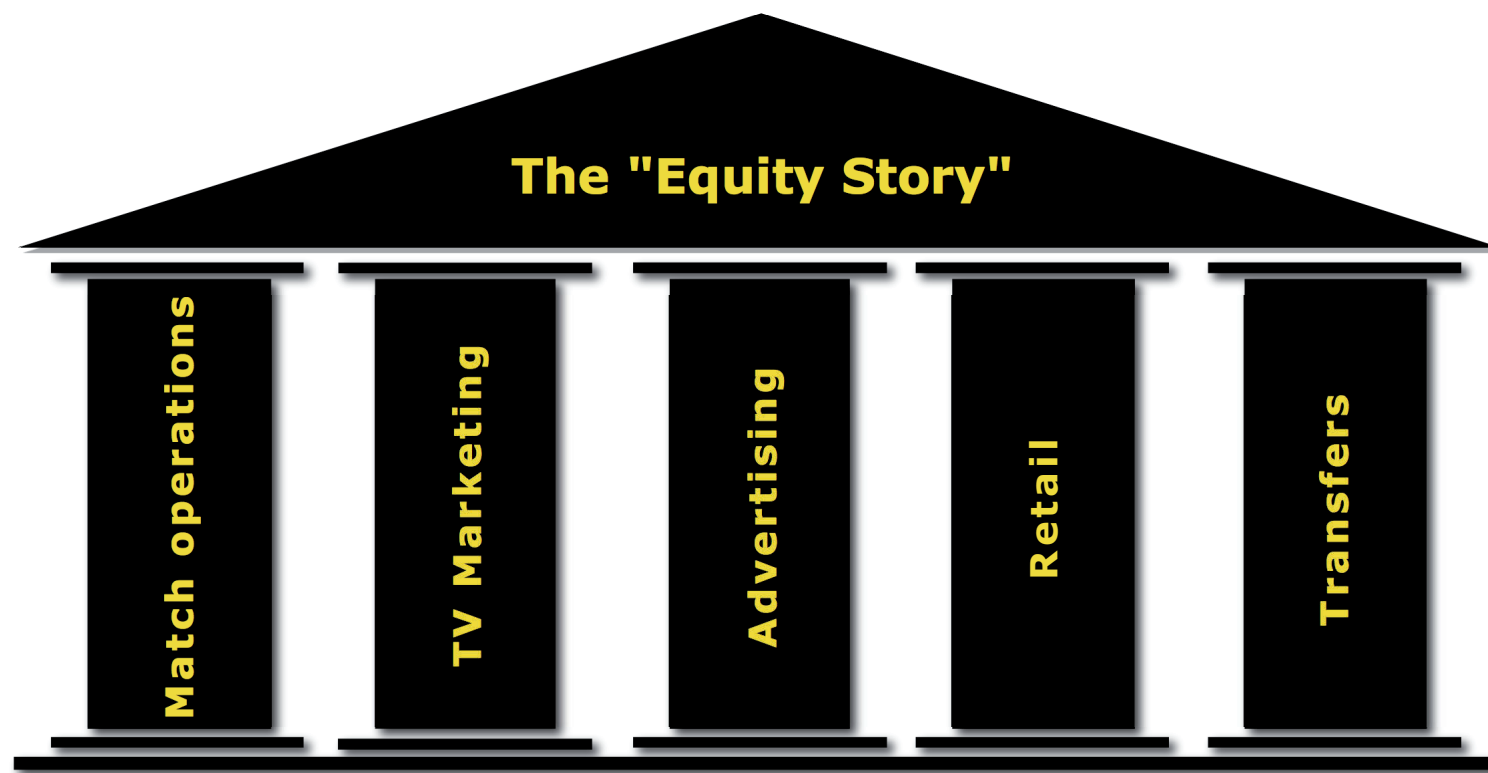 The "Equity Story"
Match operations
TV Marketing
Advertising
Retail
Transfers